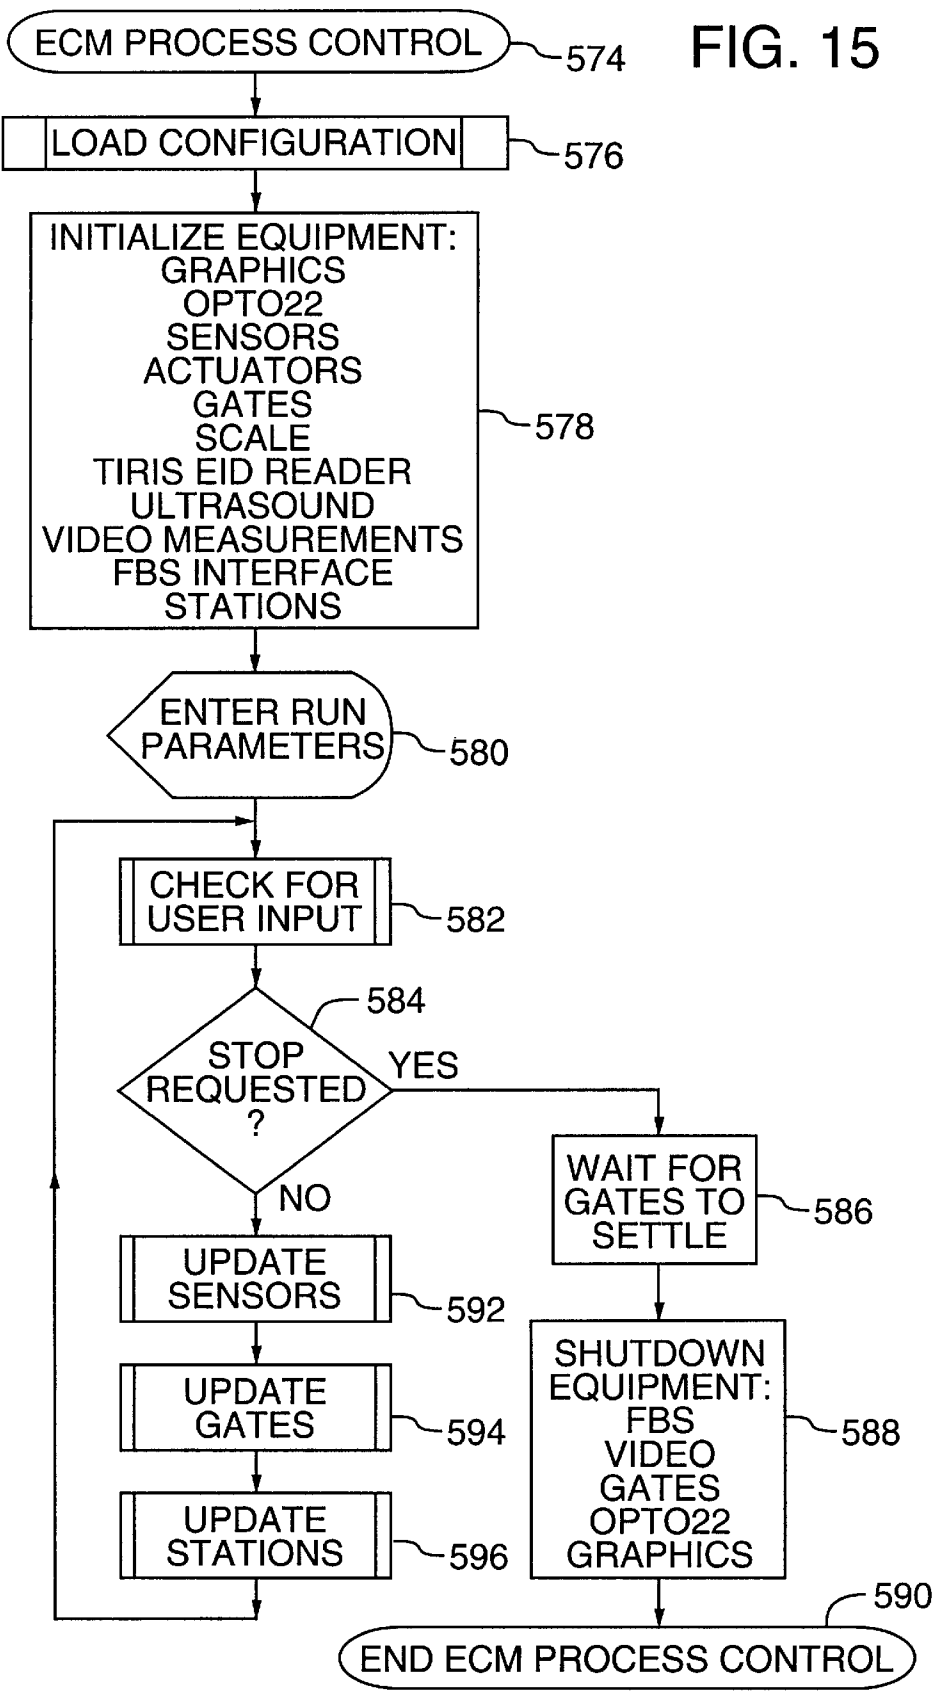 ECM PROCESS CONTROL
574
FIG. 15
LOAD CONFIGURATION
576
INITIALIZE EQUIPMENT:
GRAPHICS
OPTO22
SENSORS
ACTUATORS
GATES
SCALE
TIRIS EID READER
ULTRASOUND
VIDEO MEASUREMENTS
FBS INTERFACE
STATIONS
578
ENTER RUN
PARAMETERS
580
CHECK FOR
USER INPUT
582
584
STOP
REQUESTED
?
YES
NO
WAIT FOR
GATES TO
SETTLE
586
UPDATE
SENSORS
592
UPDATE
GATES
594
UPDATE
STATIONS
596
SHUTDOWN
EQUIPMENT:
FBS
VIDEO
GATES
OPTO22
GRAPHICS
588
590
END ECM PROCESS CONTROL